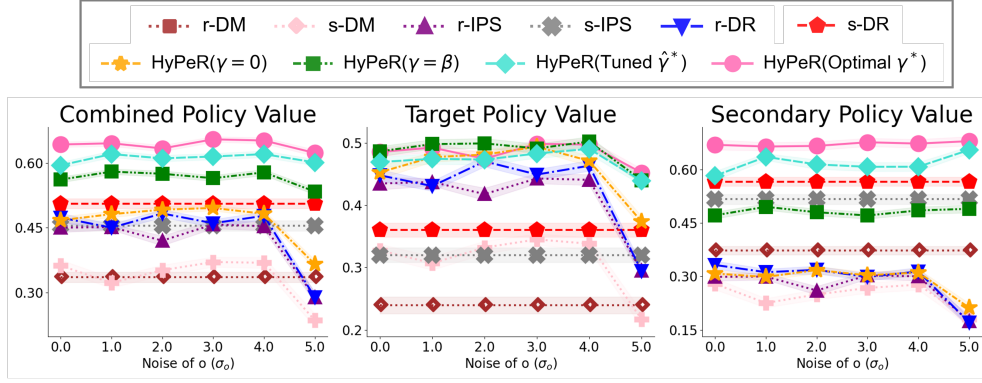 r-DM s-DM r-IPS s-IPS r-DR s-DR
HyPeR(γ = 0) HyPeR(γ = β) HyPeR(Tuned γ̂*) HyPeR(Optimal γ*)
Combined Policy Value
0.60
0.45
0.30
0.0 1.0 2.0 3.0 4.0 5.0
Noise of o (σₒ)
Target Policy Value
0.5
0.4
0.3
0.2
0.0 1.0 2.0 3.0 4.0 5.0
Noise of o (σₒ)
Secondary Policy Value
0.60
0.45
0.30
0.15
0.0 1.0 2.0 3.0 4.0 5.0
Noise of o (σₒ)